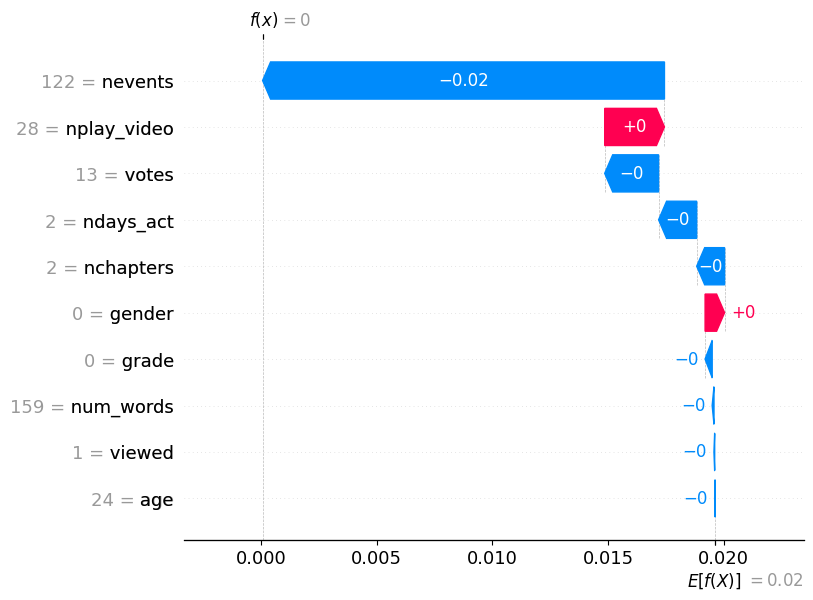 f(x) = 0
122 = nevents
−0.02
28 = nplay_video
+0
13 = votes
−0
2 = ndays_act
−0
2 = nchapters
−0
0 = gender
+0
0 = grade
−0
159 = num_words
−0
1 = viewed
−0
24 = age
−0
0.000 0.005 0.010 0.015 0.020
E[f(X)] = 0.02